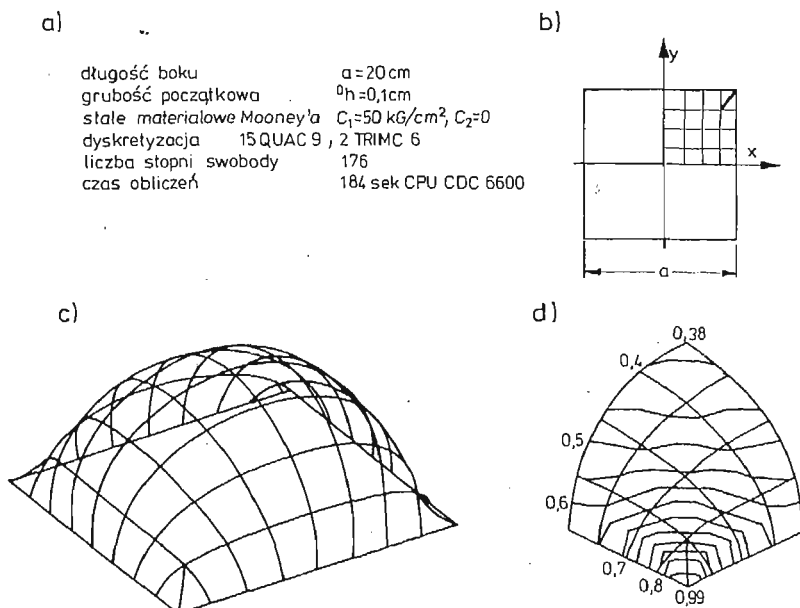 a)
długość boku a=20 cm
grubość początkowa ⁰h=0,1cm
stałe materiałowe Mooney'a C₁=50 kG/cm², C₂=0
dyskretyzacja 15 QUAC 9 , 2 TRIMC 6
liczba stopni swobody 176
czas obliczeń 184 sek CPU CDC 6600
b)
y
x
a
c)
d)
0,38
0,4
0,5
0,6
0,7
0,8
0,99